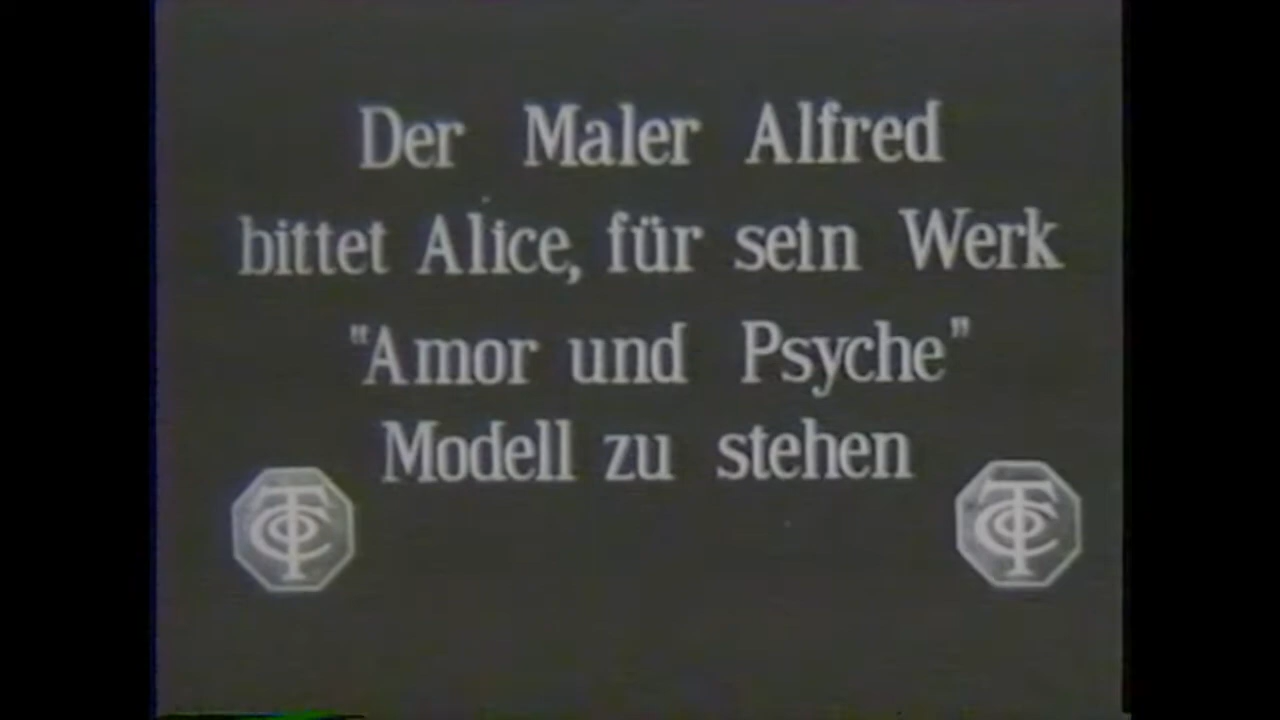 Der Maler Alfred
bittet Alice, für sein Werk
"Amor und Psyche"
Modell zu stehen